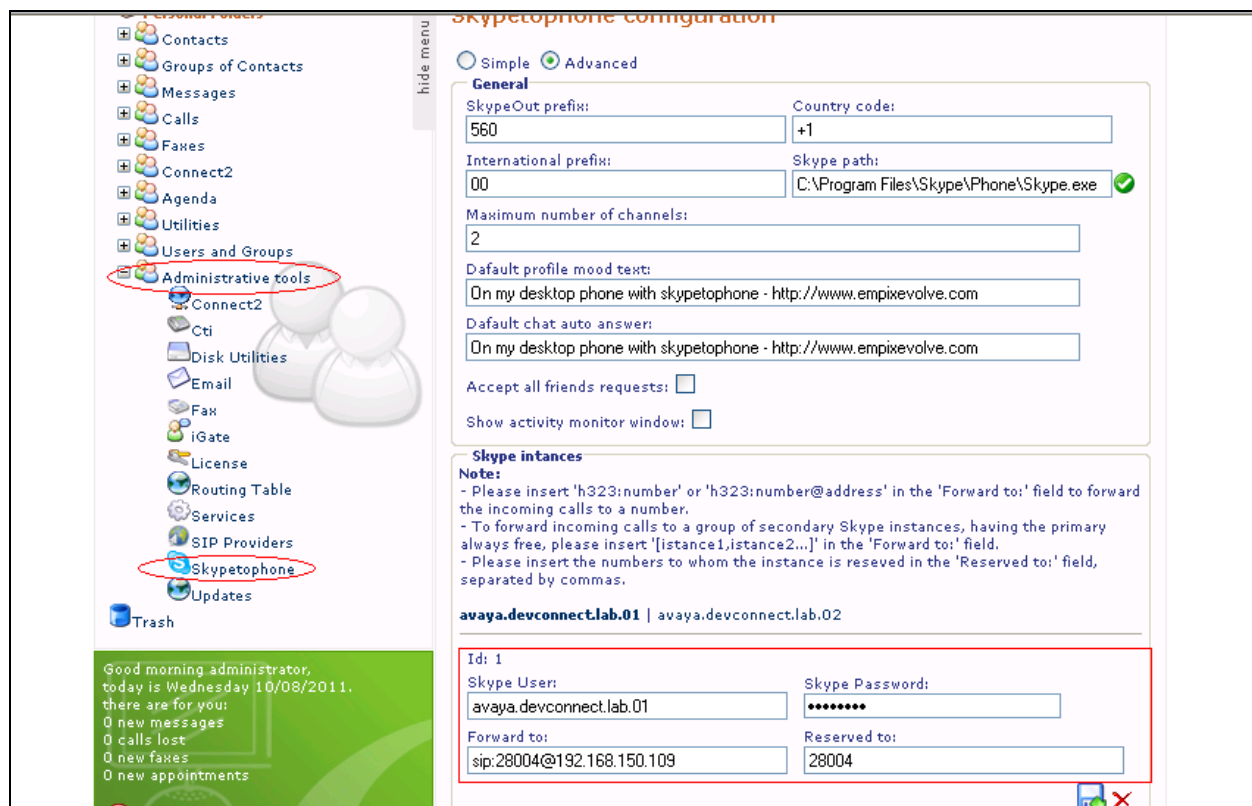 Personal Folders
Contacts
Groups of Contacts
Messages
Calls
Faxes
Connect2
Agenda
Utilities
Users and Groups
Administrative tools
Connect2
Cti
Disk Utilities
Email
Fax
iGate
License
Routing Table
Services
SIP Providers
Skypetophone
Updates
Trash
Good morning administrator,
today is Wednesday 10/08/2011.
there are for you:
0 new messages
0 calls lost
0 new faxes
0 new appointments
hide menu
Skypetophone configuration
Simple Advanced
General
SkypeOut prefix: Country code:
560 +1
International prefix: Skype path:
00 C:\Program Files\Skype\Phone\Skype.exe
Maximum number of channels:
2
Dafault profile mood text:
On my desktop phone with skypetophone - http://www.empixevolve.com
Dafault chat auto answer:
On my desktop phone with skypetophone - http://www.empixevolve.com
Accept all friends requests:
Show activity monitor window:
Skype intances
Note:
- Please insert 'h323:number' or 'h323:number@address' in the 'Forward to:' field to forward
the incoming calls to a number.
- To forward incoming calls to a group of secondary Skype instances, having the primary
always free, please insert '[istance1,istance2...]' in the 'Forward to:' field.
- Please insert the numbers to whom the instance is reseved in the 'Reserved to:' field,
separated by commas.
avaya.devconnect.lab.01 | avaya.devconnect.lab.02
Id: 1
Skype User: Skype Password:
avaya.devconnect.lab.01 ••••••••
Forward to: Reserved to:
sip:28004@192.168.150.109 28004